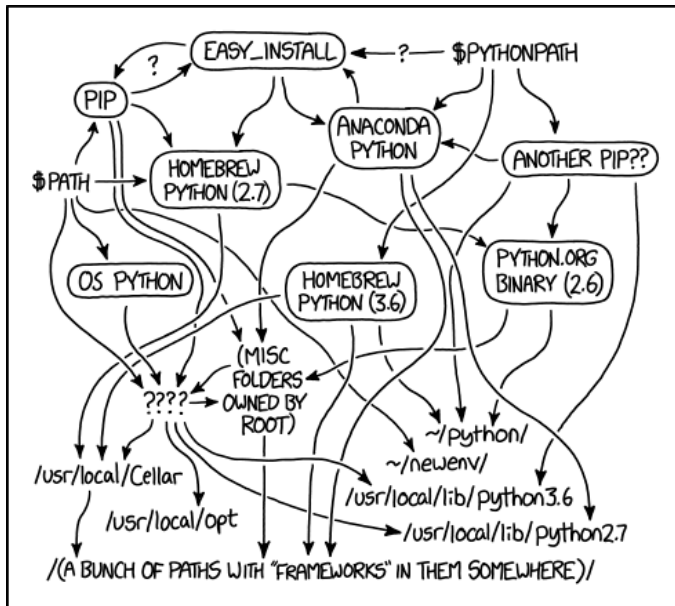 EASY_INSTALL
?
$PYTHONPATH
?
PIP
ANACONDA
PYTHON
ANOTHER PIP??
HOMEBREW
PYTHON (2.7)
$PATH
PYTHON.ORG
BINARY (2.6)
OS PYTHON
HOMEBREW
PYTHON (3.6)
(MISC
FOLDERS
OWNED BY
ROOT)
????
~/python/
~/newenv/
/usr/local/Cellar
/usr/local/lib/python3.6
/usr/local/opt
/usr/local/lib/python2.7
/(A BUNCH OF PATHS WITH "FRAMEWORKS" IN THEM SOMEWHERE)/